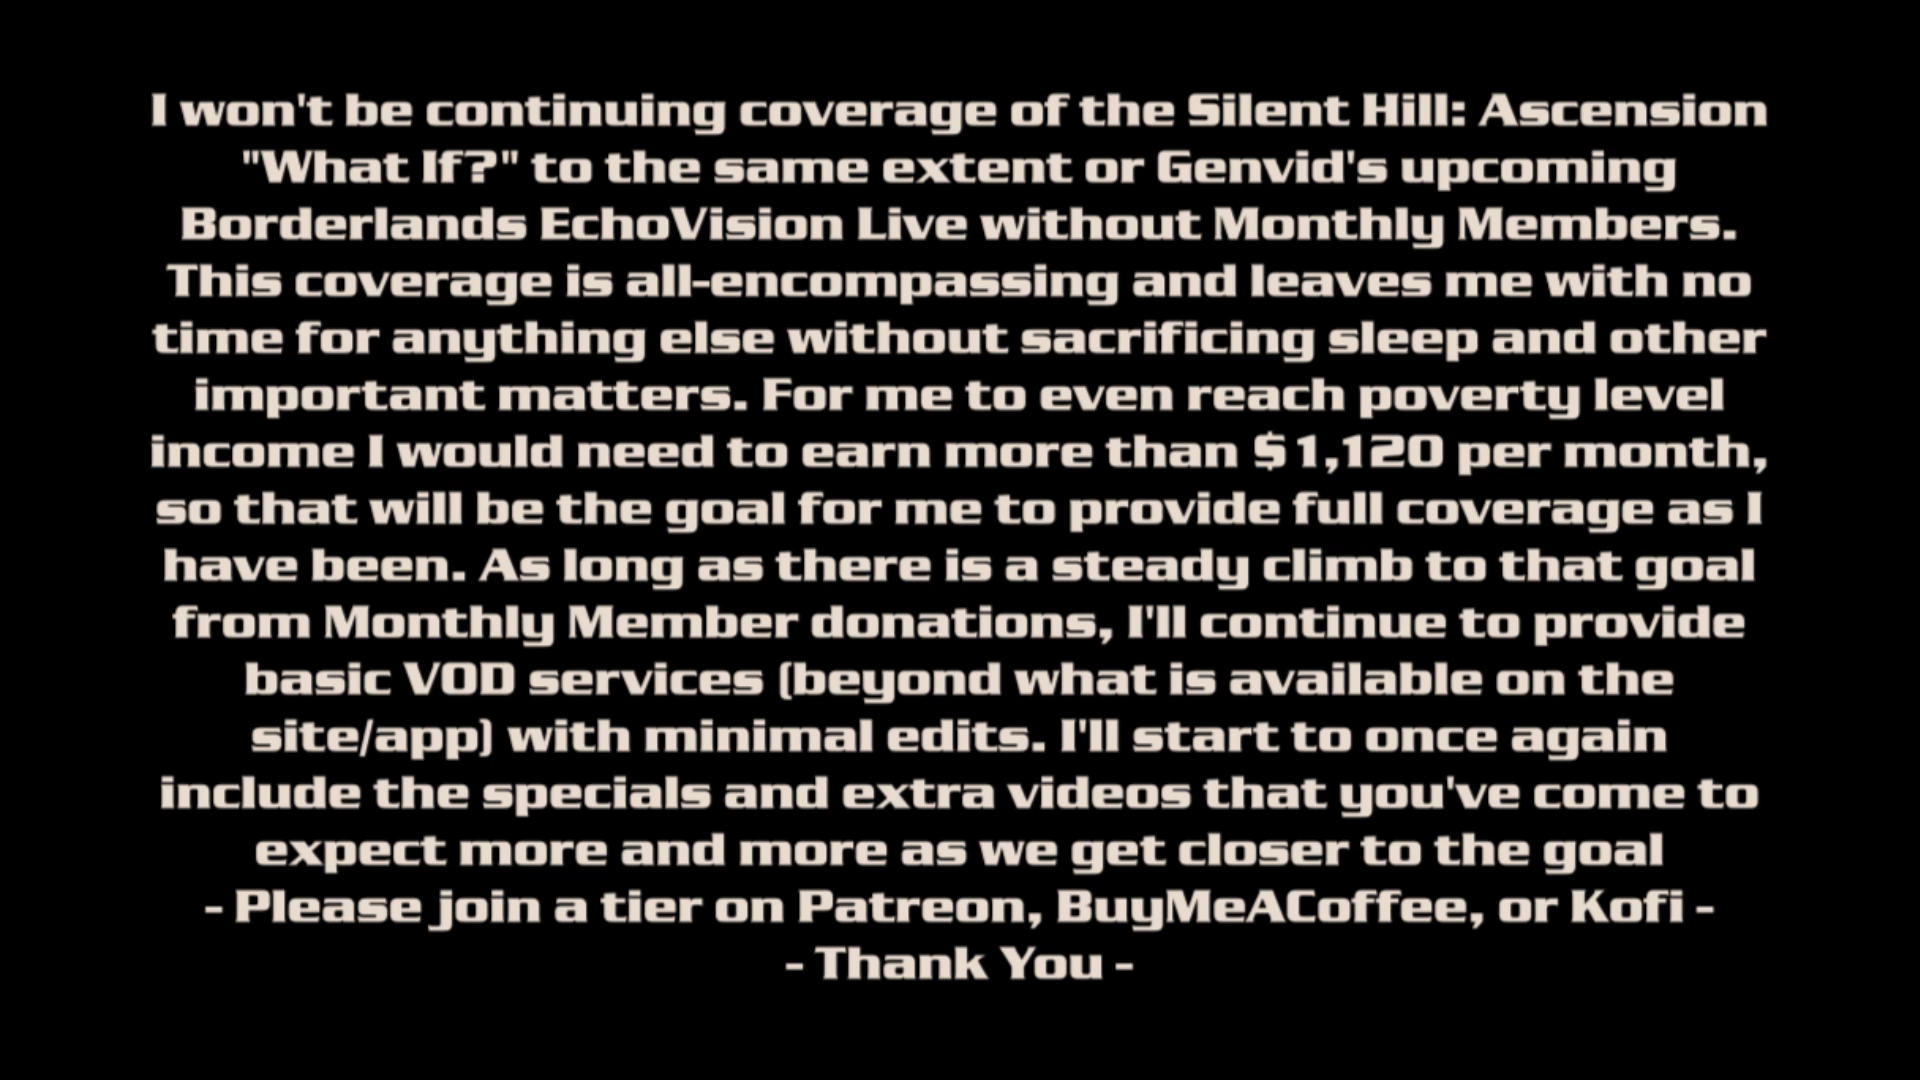 I won't be continuing coverage of the Silent Hill: Ascension
"What If?" to the same extent or Genvid's upcoming
Borderlands EchoVision Live without Monthly Members.
This coverage is all-encompassing and leaves me with no
time for anything else without sacrificing sleep and other
important matters. For me to even reach poverty level
income I would need to earn more than $1,120 per month,
so that will be the goal for me to provide full coverage as I
have been. As long as there is a steady climb to that goal
from Monthly Member donations, I'll continue to provide
basic VOD services (beyond what is available on the
site/app) with minimal edits. I'll start to once again
include the specials and extra videos that you've come to
expect more and more as we get closer to the goal
- Please join a tier on Patreon, BuyMeACoffee, or Kofi -
- Thank You -